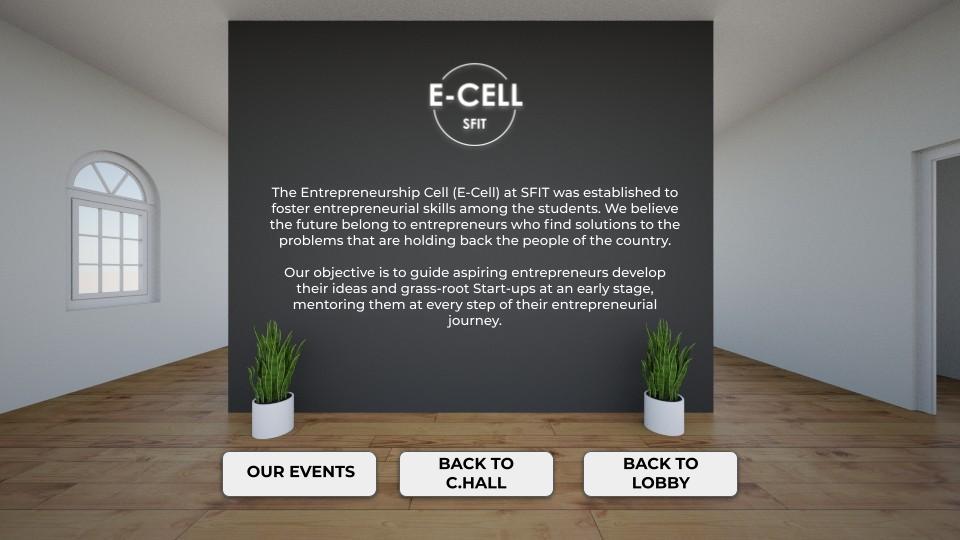 E-CELL
SFIT
The Entrepreneurship Cell (E-Cell) at SFIT was established to
foster entrepreneurial skills among the students. We believe
the future belong to entrepreneurs who find solutions to the
problems that are holding back the people of the country.
Our objective is to guide aspiring entrepreneurs develop
their ideas and grass-root Start-ups at an early stage,
mentoring them at every step of their entrepreneurial
journey.
OUR EVENTS
BACK TO
C.HALL
BACK TO
LOBBY